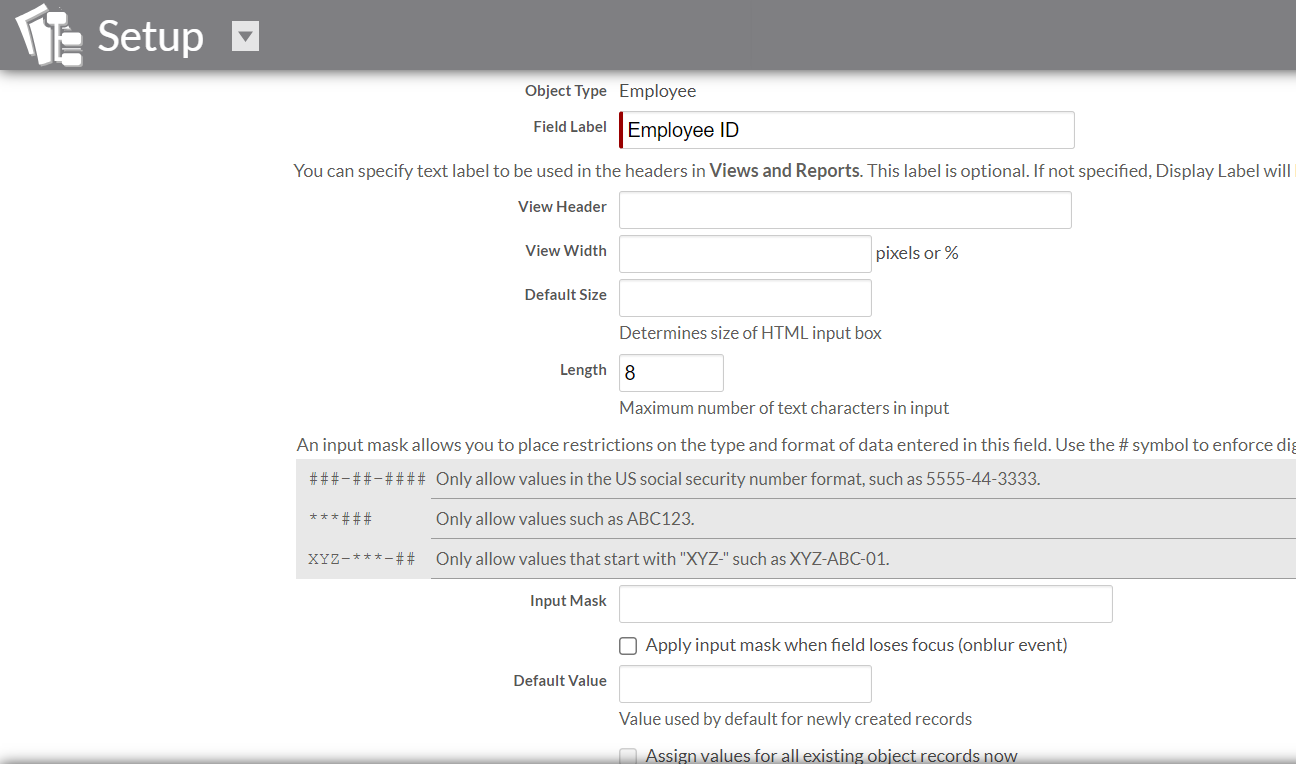 Setup
Object Type Employee
Field Label Employee ID
You can specify text label to be used in the headers in Views and Reports. This label is optional. If not specified, Display Label will
View Header
View Width pixels or %
Default Size
Determines size of HTML input box
Length 8
Maximum number of text characters in input
An input mask allows you to place restrictions on the type and format of data entered in this field. Use the # symbol to enforce
###-##-#### Only allow values in the US social security number format, such as 5555-44-3333.
***### Only allow values such as ABC123.
XYZ-***-## Only allow values that start with "XYZ-" such as XYZ-ABC-01.
Input Mask
Apply input mask when field loses focus (onblur event)
Default Value
Value used by default for newly created records
Assign values for all existing object records now